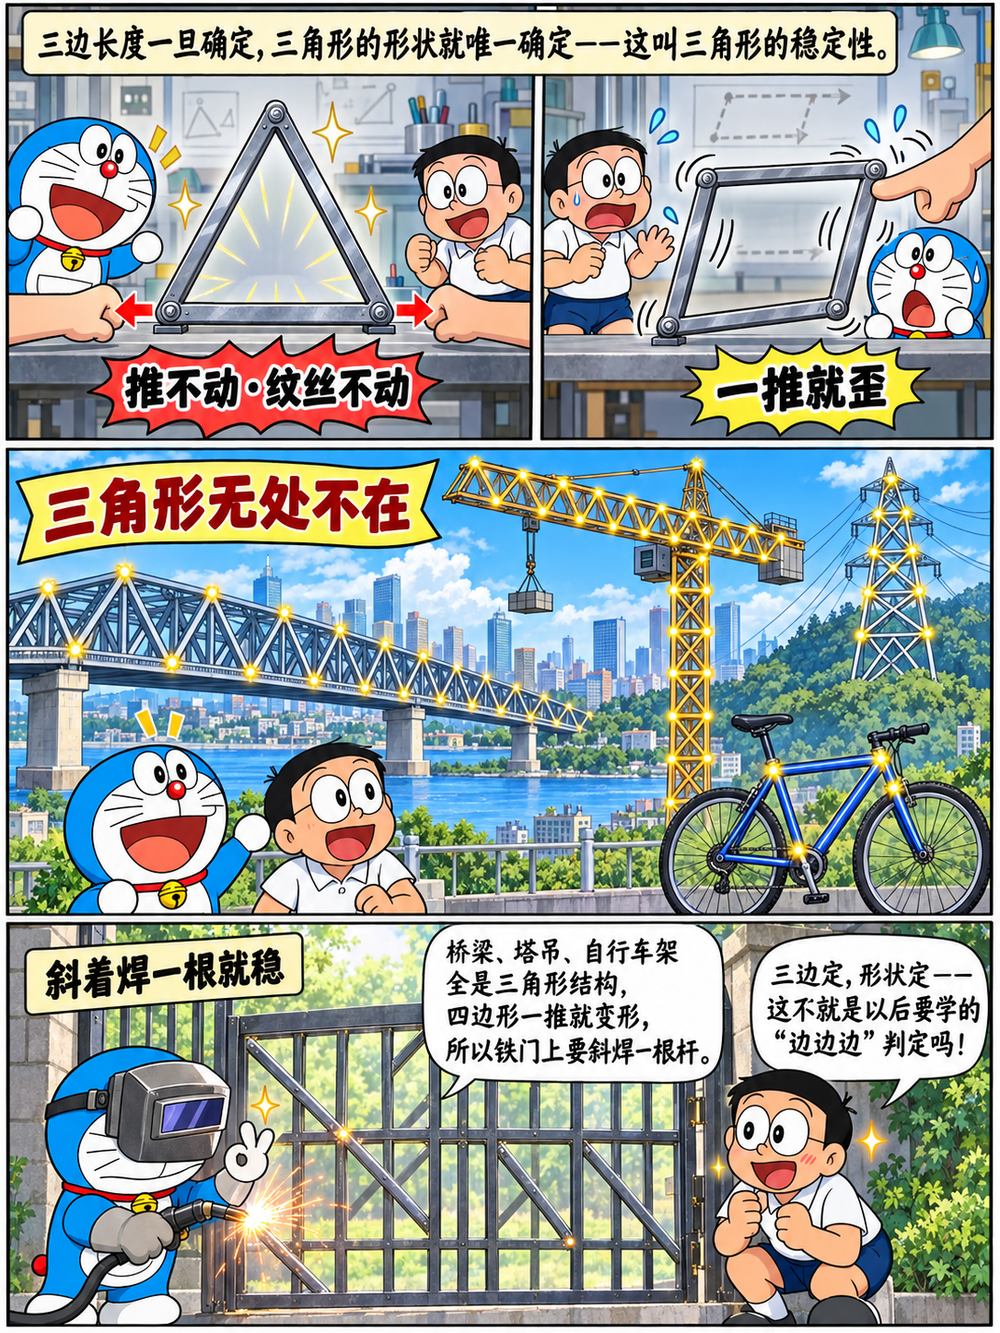 三边长度一旦确定，三角形的形状就唯一确定——这叫三角形的稳定性。
推不动·纹丝不动
一推就歪
三角形无处不在
斜着焊一根就稳
桥梁、塔吊、自行车架
全是三角形结构，
四边形一推就变形，
所以铁门上要斜焊一根杆。
三边定，形状定——
这不就是以后要学的
“边边边”判定吗！